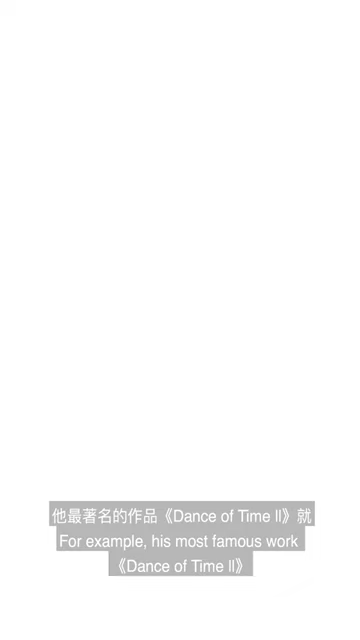 他最著名的作品《Dance of Time II》就
For example, his most famous work
《Dance of Time II》